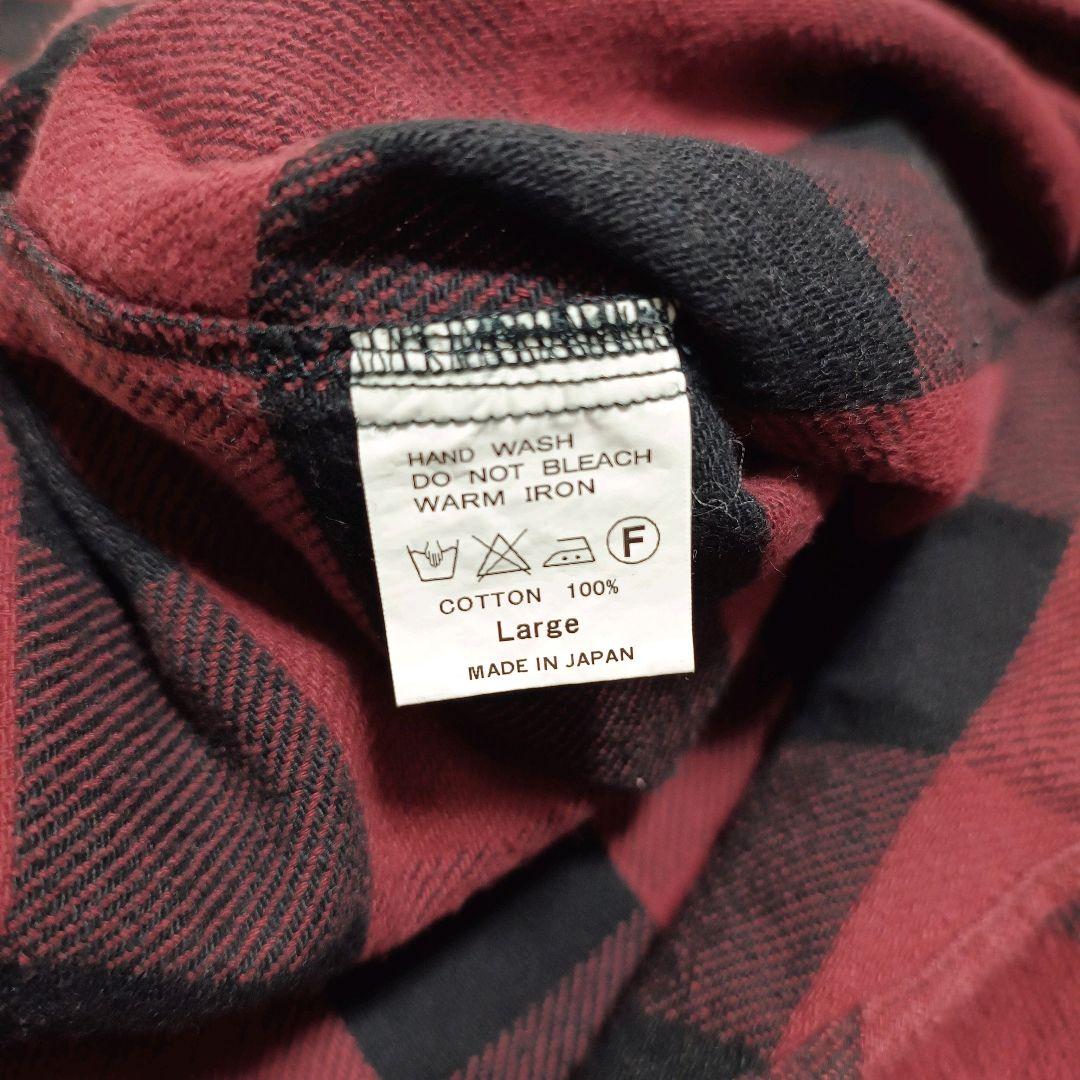 HAND WASH
DO NOT BLEACH
WARM IRON
F
COTTON 100%
Large
MADE IN JAPAN